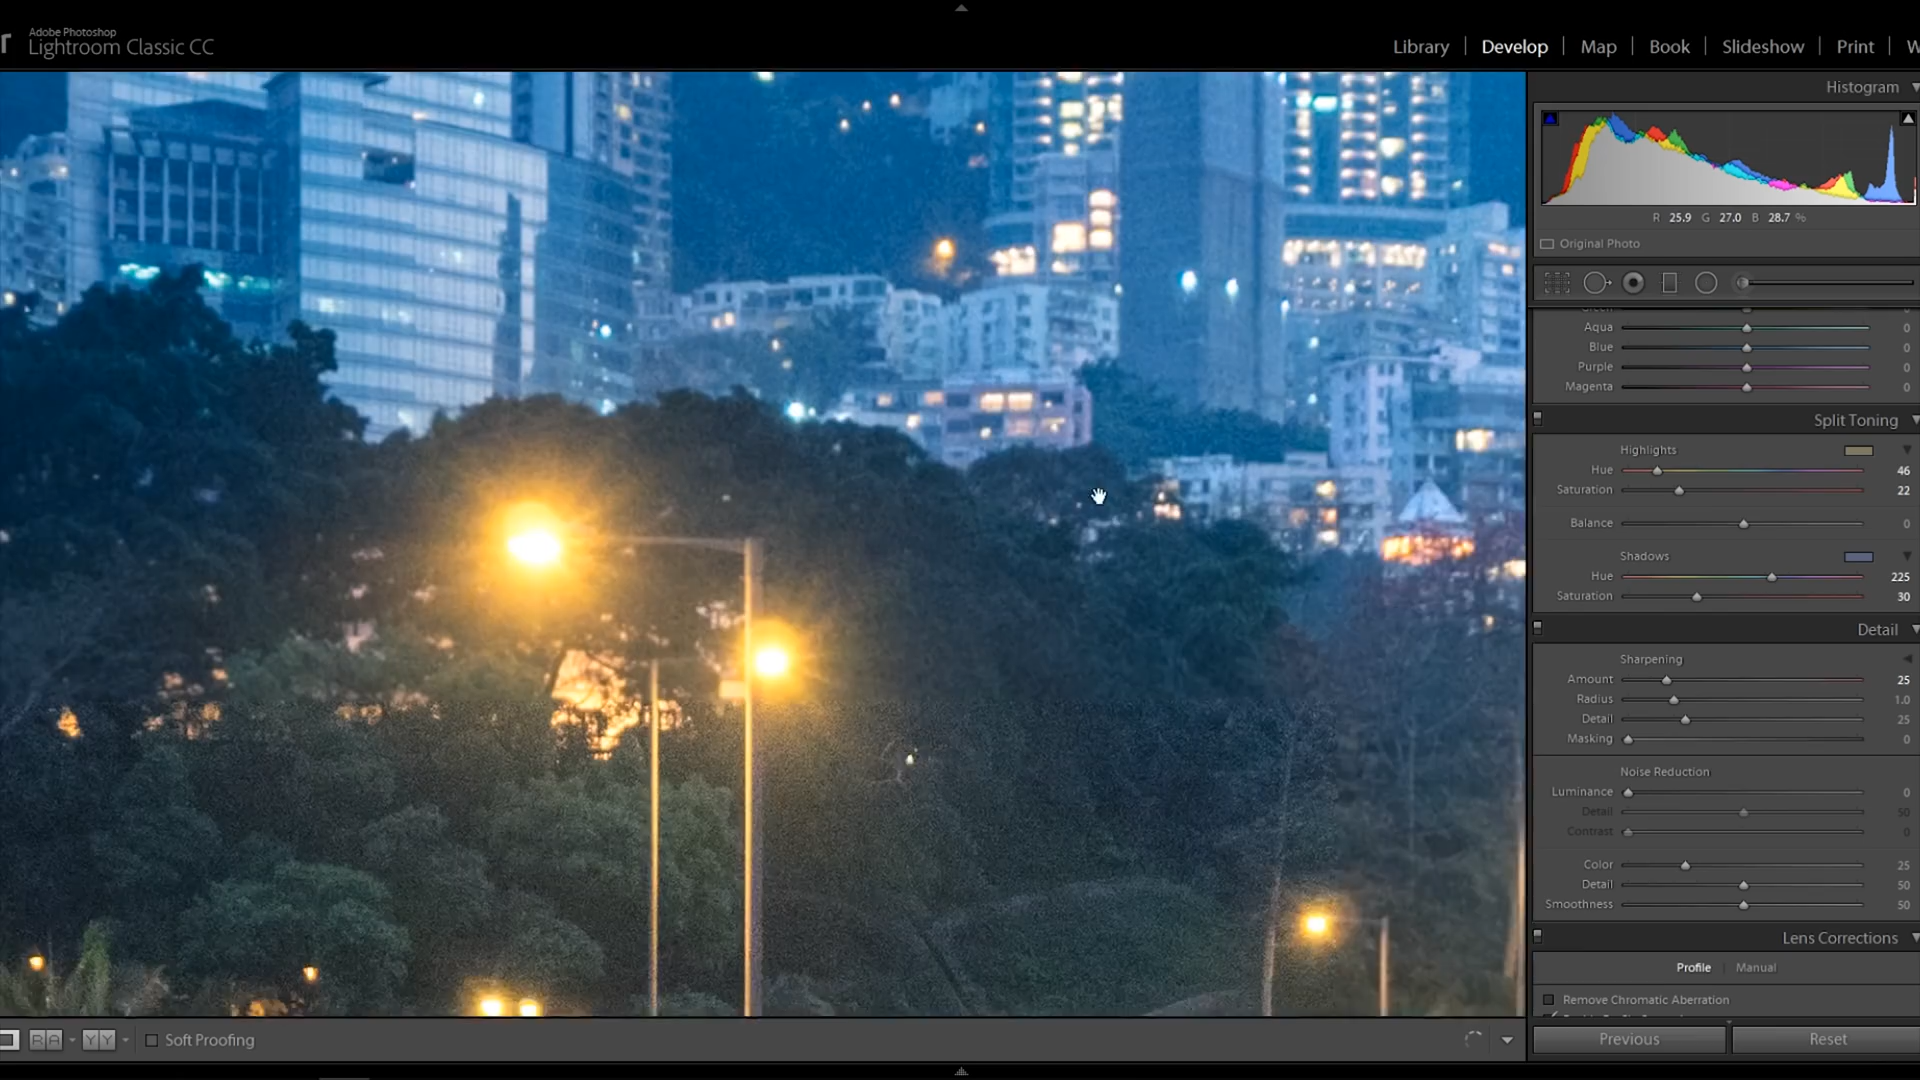 Adobe Photoshop
Lightroom Classic CC
Library | Develop | Map | Book | Slideshow | Print |
Histogram
R 25.9 G 27.0 B 28.7 %
Original Photo
Aqua 0
Blue 0
Purple 0
Magenta 0
Split Toning
Highlights
Hue 46
Saturation 22
Balance 0
Shadows
Hue 225
Saturation 30
Detail
Sharpening
Amount 25
Radius 1.0
Detail 25
Masking 0
Noise Reduction
Luminance 0
Detail 50
Contrast 0
Color 25
Detail 50
Smoothness 50
Lens Corrections
Profile | Manual
Remove Chromatic Aberration
R A Y Y Soft Proofing
Previous Reset